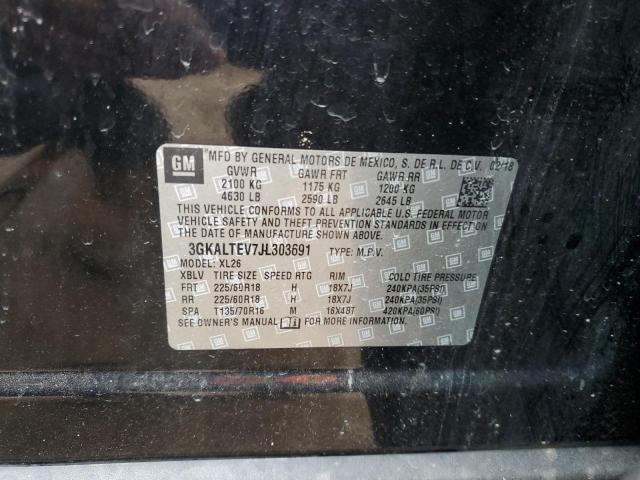 GM
MFD BY GENERAL MOTORS DE MEXICO, S. DE R.L. DE C.V. 02/18
GVWR GAWR FRT GAWR RR
2100 KG 1175 KG 1200 KG
4630 LB 2590 LB 2645 LB
THIS VEHICLE CONFORMS TO ALL APPLICABLE U.S. FEDERAL MOTOR
VEHICLE SAFETY AND THEFT PREVENTION STANDARDS IN EFFECT ON
THE DATE OF MANUFACTURE SHOWN ABOVE.
3GKALTEV7JL303691 TYPE: M.P.V.
MODEL: XL26
XBLV TIRE SIZE SPEED RTG RIM COLD TIRE PRESSURE
FRT 225/60R18 H 18X7J 240KPA(35PSI)
RR 225/60R18 H 18X7J 240KPA(35PSI)
SPA T135/70R16 M 16X4BT 420KPA(60PSI)
SEE OWNER'S MANUAL FOR MORE INFORMATION.